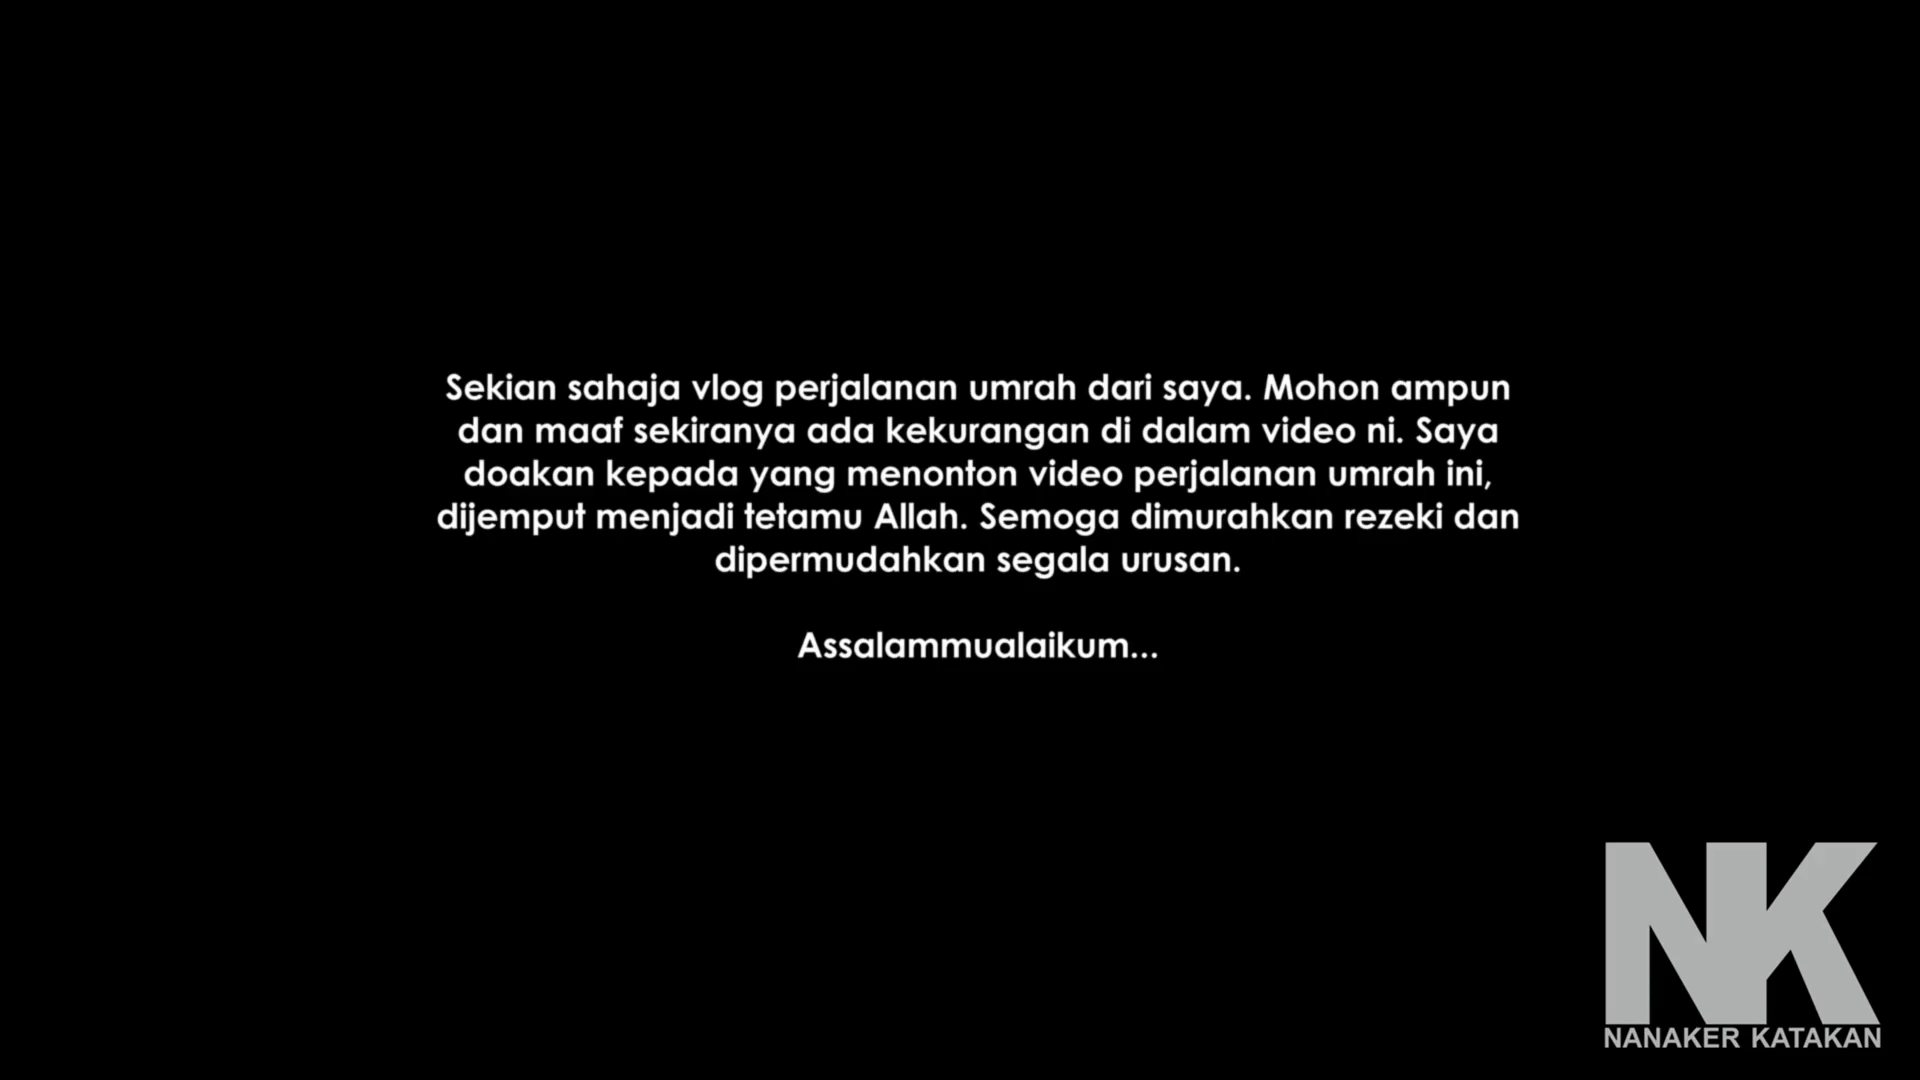 Sekian sahaja vlog perjalanan umrah dari saya. Mohon ampun
dan maaf sekiranya ada kekurangan di dalam video ni. Saya
doakan kepada yang menonton video perjalanan umrah ini,
dijemput menjadi tetamu Allah. Semoga dimurahkan rezeki dan
dipermudahkan segala urusan.
Assalammualaikum...
NK
NANAKER KATAKAN